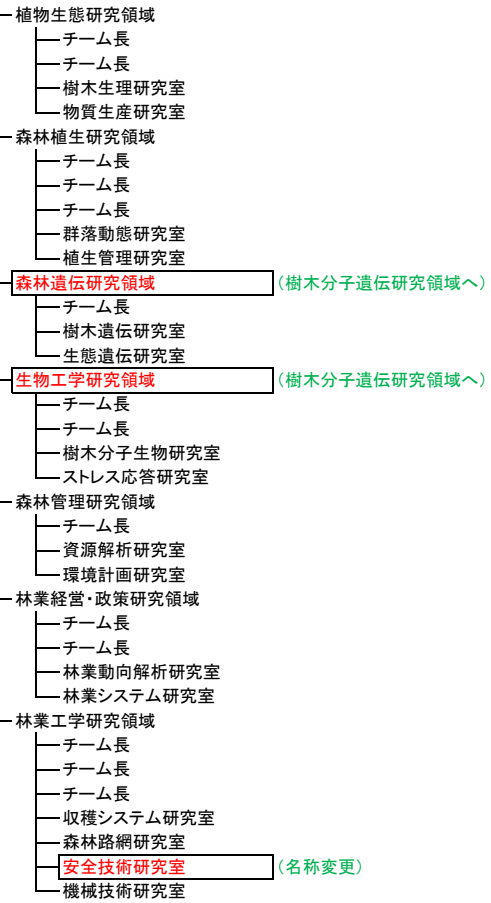 植物生態研究領域
チーム長
チーム長
樹木生理研究室
物質生産研究室
森林植生研究領域
チーム長
チーム長
チーム長
群落動態研究室
植生管理研究室
森林遺伝研究領域 (樹木分子遺伝研究領域へ)
チーム長
樹木遺伝研究室
生態遺伝研究室
生物工学研究領域 (樹木分子遺伝研究領域へ)
チーム長
チーム長
樹木分子生物研究室
ストレス応答研究室
森林管理研究領域
チーム長
資源解析研究室
環境計画研究室
林業経営・政策研究領域
チーム長
チーム長
林業動向解析研究室
林業システム研究室
林業工学研究領域
チーム長
チーム長
チーム長
収穫システム研究室
森林路網研究室
安全技術研究室 (名称変更)
機械技術研究室